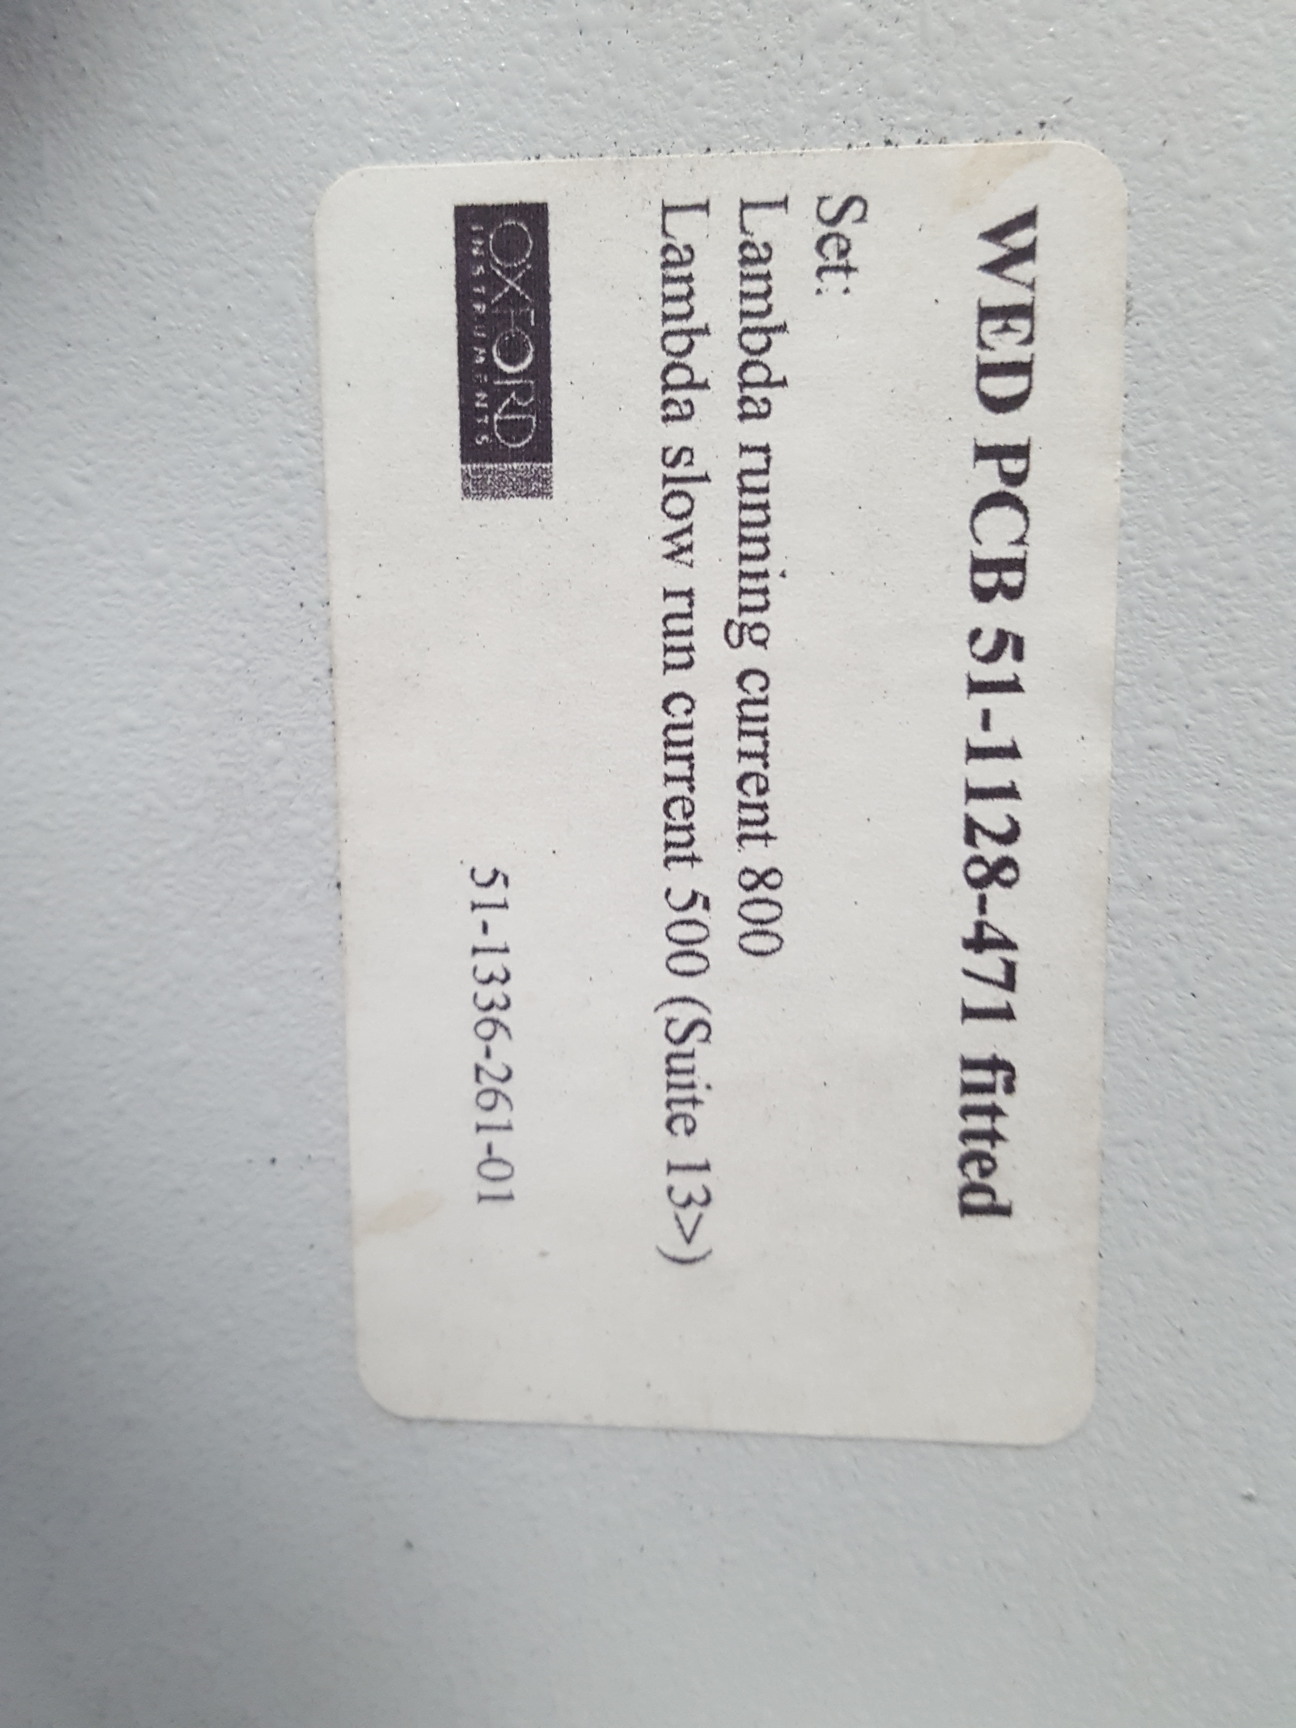 WED PCB 51-1128-471 fitted
Set:
Lambda running current 800
Lambda slow run current 500 (Suite 13>)
OXFORD
INSTRUMENTS
51-1336-261-01